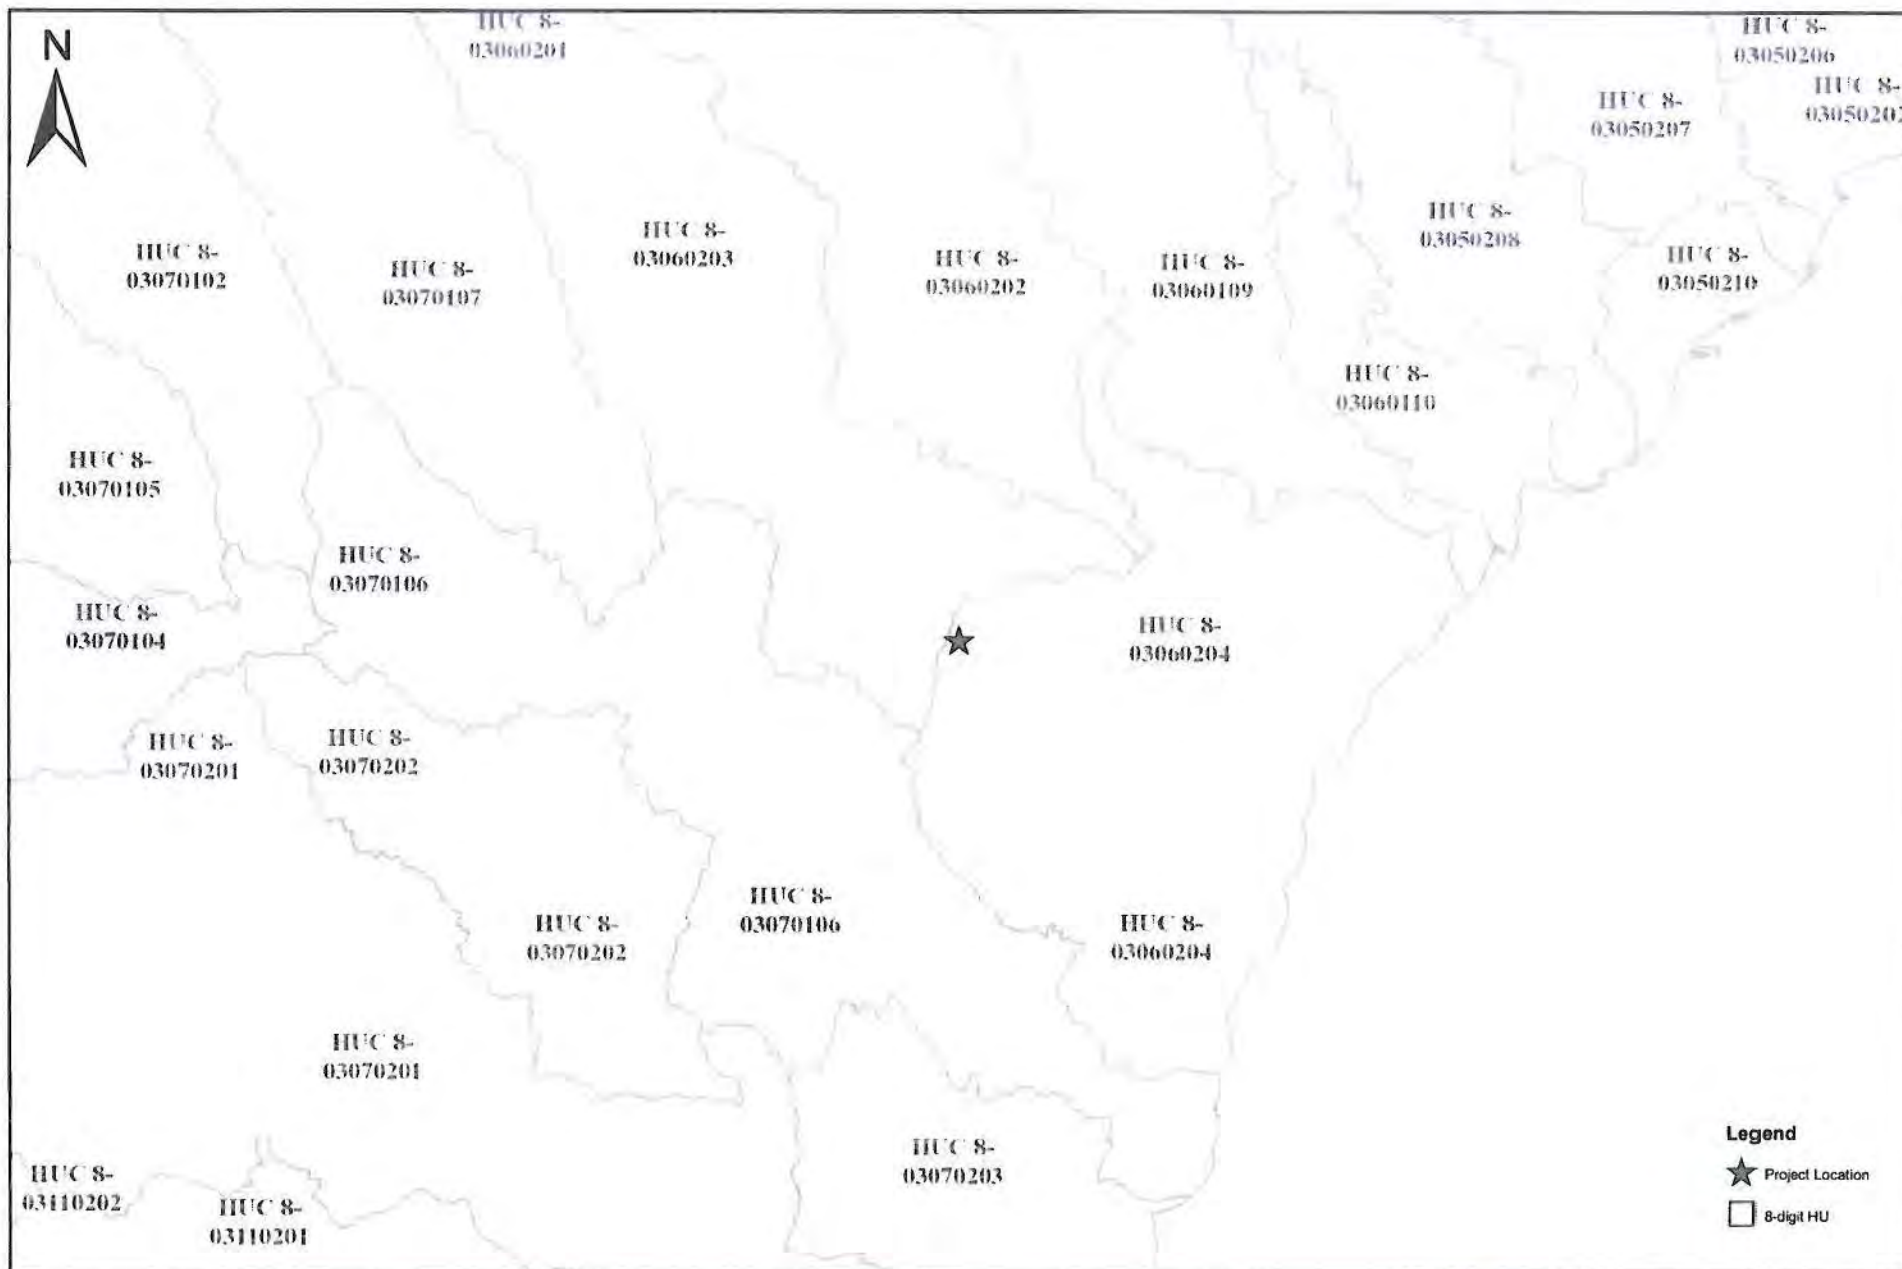 N
HUC 8-
03060201
HUC 8-
03050206
HUC 8-
HUC 8-
03050207
HUC 8-
03050208
HUC 8-
03050210
HUC 8-
03070102
HUC 8-
03070107
HUC 8-
03060203
HUC 8-
03060202
HUC 8-
03060109
HUC 8-
03060110
HUC 8-
03070105
HUC 8-
03070106
HUC 8-
03070104
HUC 8-
03060204
HUC 8-
03070201
HUC 8-
03070202
HUC 8-
03070106
HUC 8-
03070202
HUC 8-
03060204
HUC 8-
03070201
HUC 8-
03070203
HUC 8-
03110202
HUC 8-
03110201
Legend
Project Location
8-digit HU